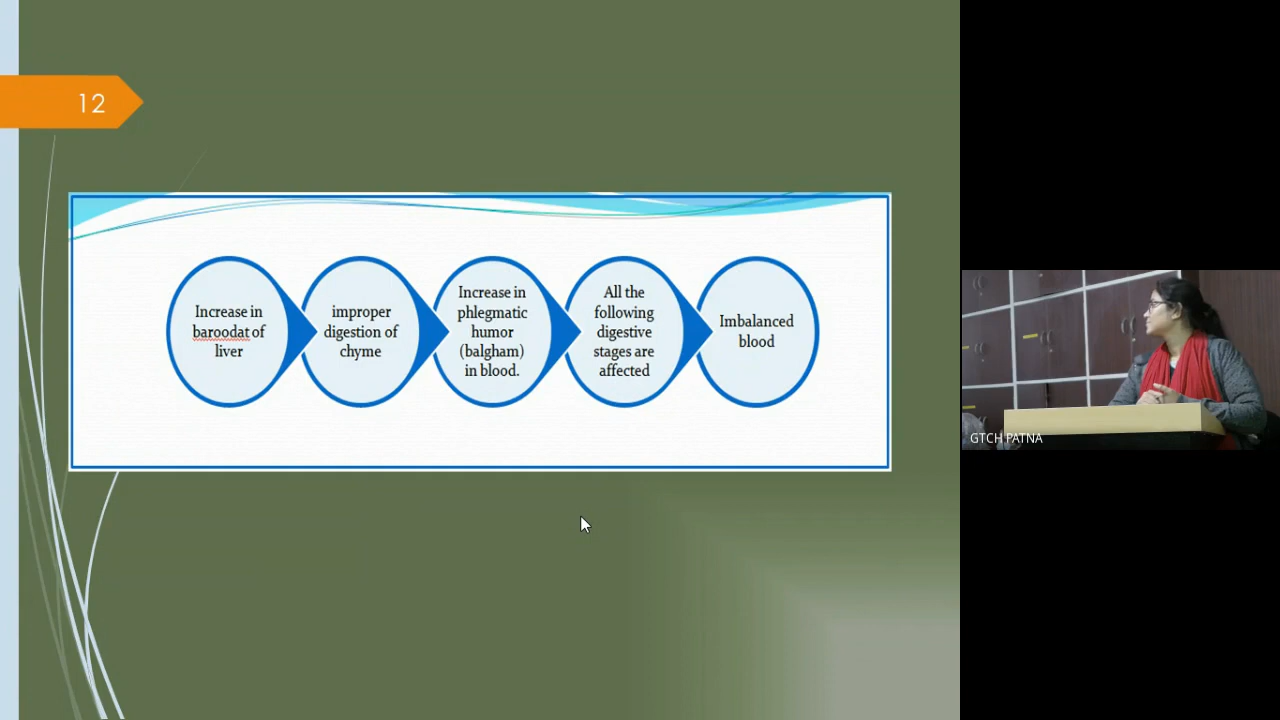 12
Increase in
baroodat of
liver
improper
digestion of
chyme
Increase in
phlegmatic
humor
(balgham)
in blood.
All the
following
digestive
stages are
affected
Imbalanced
blood
GTCH PATNA